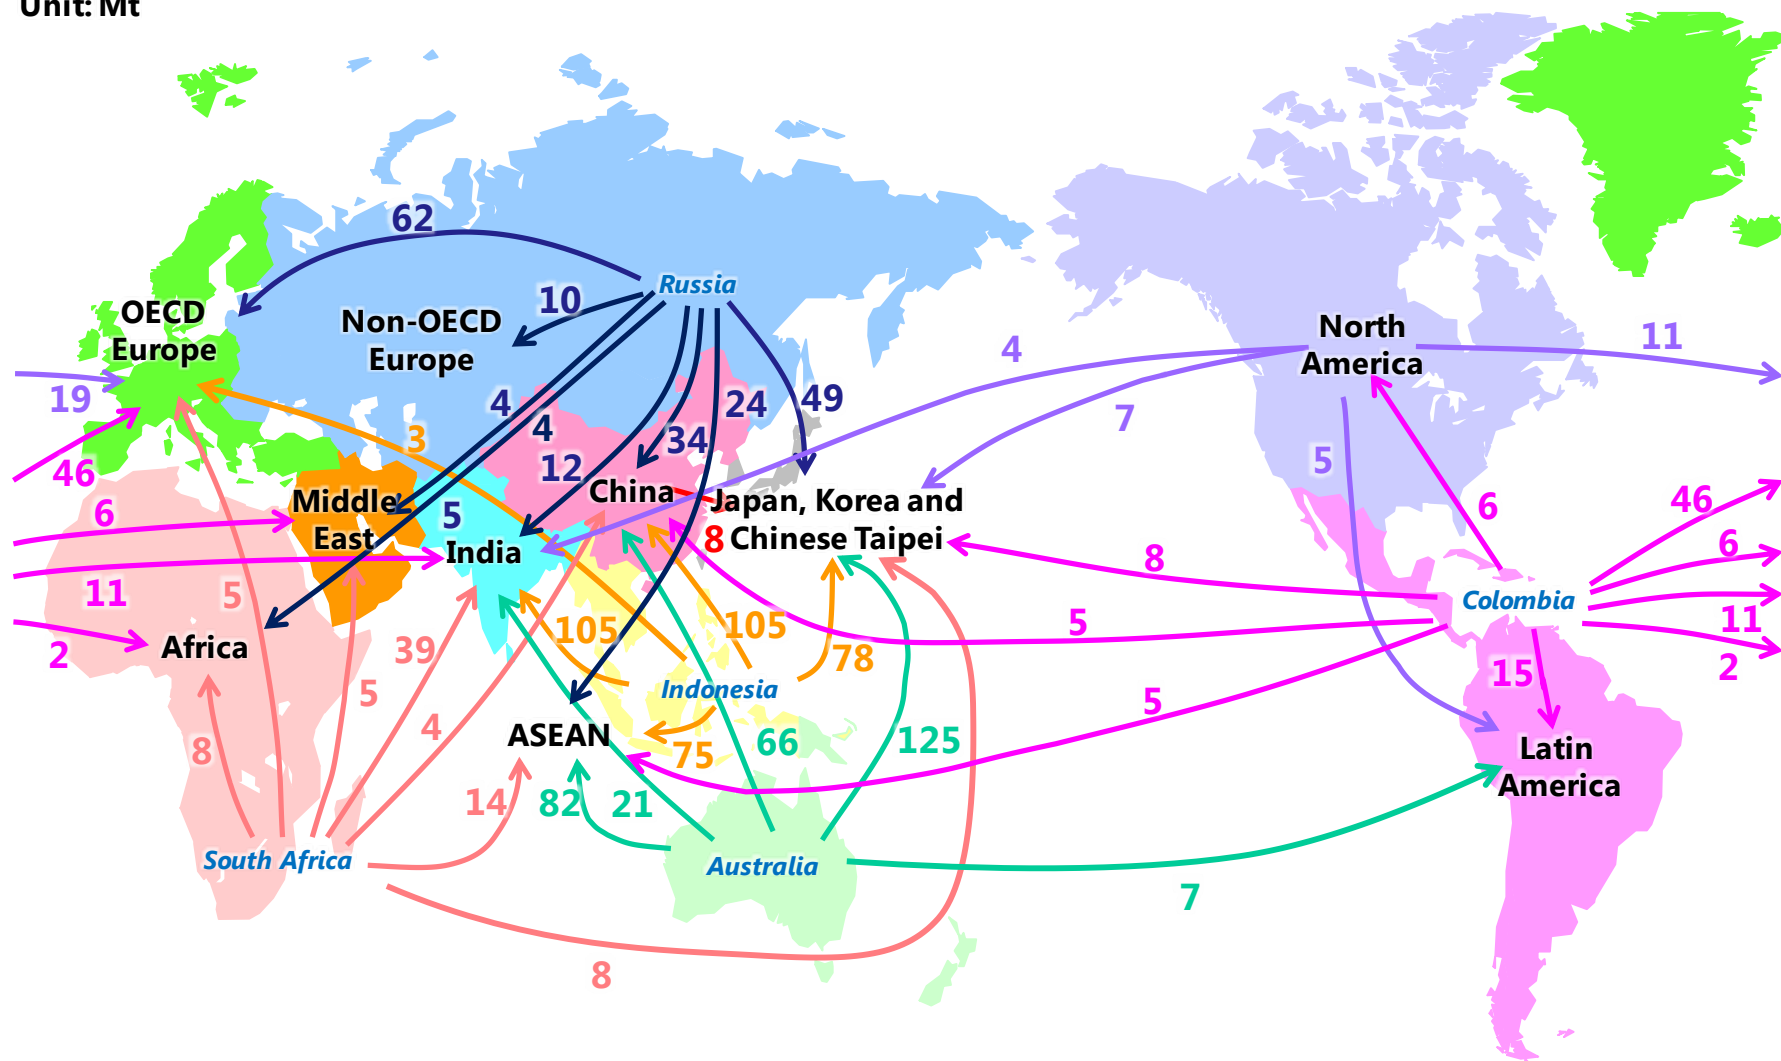 Unit: Mt
62
Russia
10
OECD
Europe
Non-OECD
Europe
North
America
4
11
19
7
4
4
24
49
3
34
12
5
46
China
Middle
East
6
5
India
Japan, Korea and
Chinese Taipei
8
6
46
6
8
11
5
Colombia
11
2
Africa
2
39
105
105
78
5
15
5
Indonesia
5
8
4
ASEAN
75
66
125
Latin
America
14
82
21
South Africa
Australia
7
8